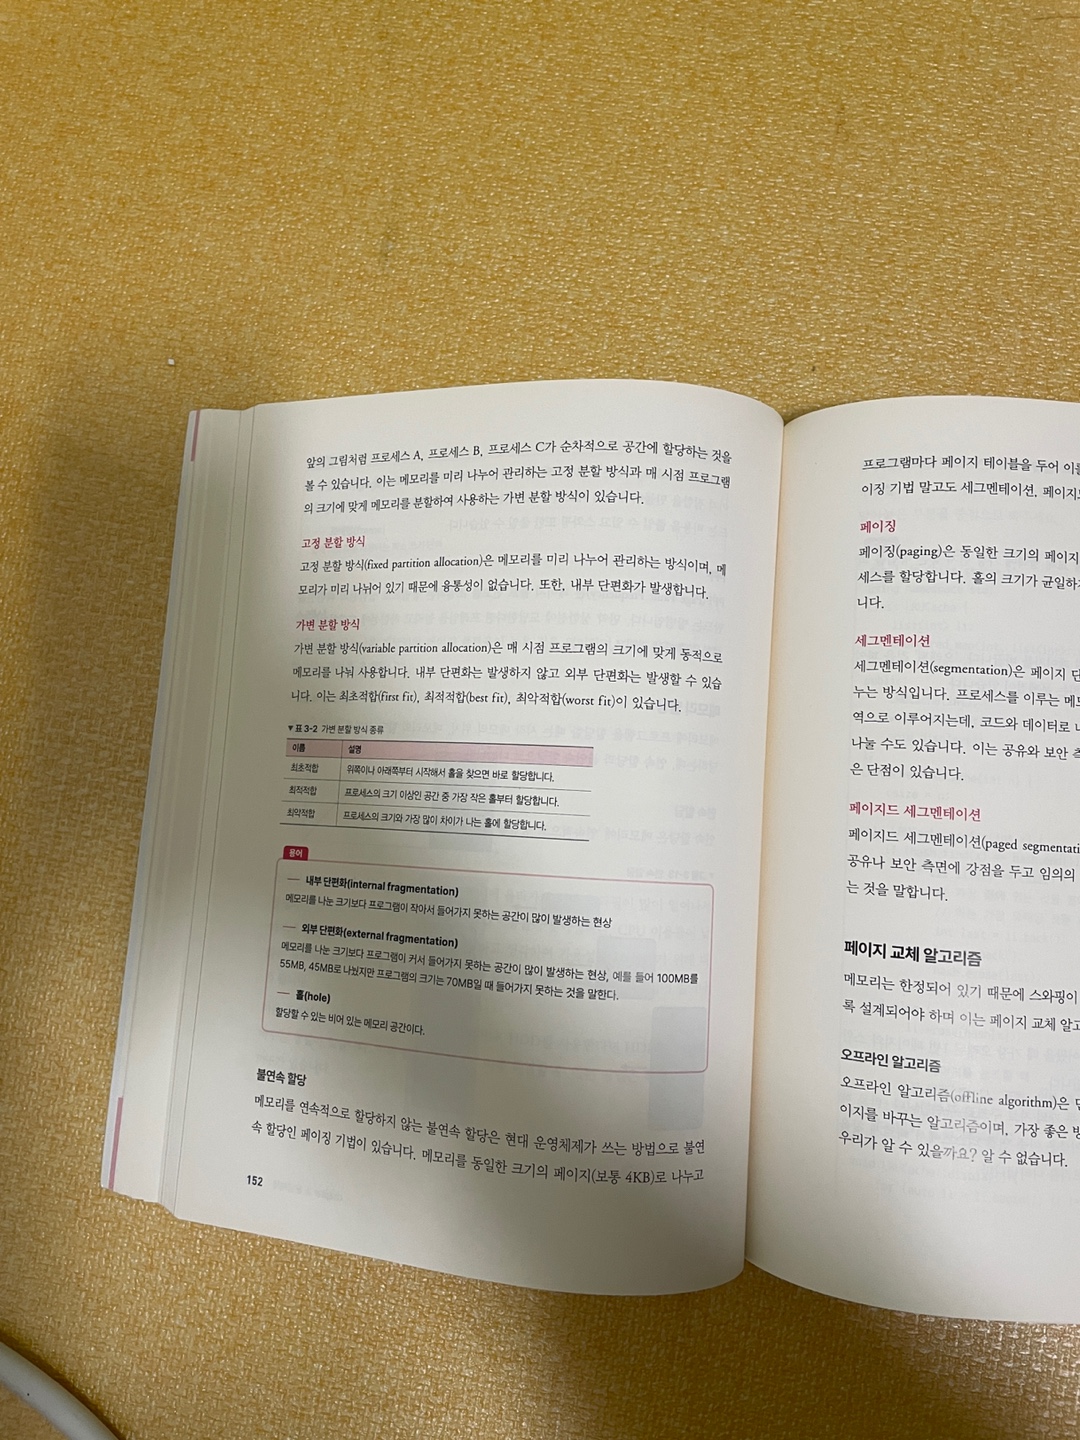 앞의 그림처럼 프로세스 A, 프로세스 B, 프로세스 C가 순차적으로 공간에 할당하는 것을
볼 수 있습니다. 이는 메모리를 미리 나누어 관리하는 고정 분할 방식과 매 시점 프로그램
의 크기에 맞게 메모리를 분할하여 사용하는 가변 분할 방식이 있습니다.
고정 분할 방식
고정 분할 방식(fixed partition allocation)은 메모리를 미리 나누어 관리하는 방식이며, 메
모리가 미리 나뉘어 있기 때문에 융통성이 없습니다. 또한, 내부 단편화가 발생합니다.
가변 분할 방식
가변 분할 방식(variable partition allocation)은 매 시점 프로그램의 크기에 맞게 동적으로
메모리를 나눠 사용합니다. 내부 단편화는 발생하지 않고 외부 단편화는 발생할 수 있습
니다. 이는 최초적합(first fit), 최적적합(best fit), 최악적합(worst fit)이 있습니다.
▼ 표 3-2 가변 분할 방식 종류
이름 설명
최초적합 위쪽이나 아래쪽부터 시작해서 홀을 찾으면 바로 할당합니다.
최적적합 프로세스의 크기 이상인 공간 중 가장 작은 홀부터 할당합니다.
최악적합 프로세스의 크기와 가장 많이 차이가 나는 홀에 할당합니다.
용어
— 내부 단편화(internal fragmentation)
메모리를 나눈 크기보다 프로그램이 작아서 들어가지 못하는 공간이 많이 발생하는 현상
— 외부 단편화(external fragmentation)
메모리를 나눈 크기보다 프로그램이 커서 들어가지 못하는 공간이 많이 발생하는 현상, 예를 들어 100MB를
55MB, 45MB로 나눴지만 프로그램의 크기는 70MB일 때 들어가지 못하는 것을 말한다.
— 홀(hole)
할당할 수 있는 비어 있는 메모리 공간이다.
불연속 할당
메모리를 연속적으로 할당하지 않는 불연속 할당은 현대 운영체제가 쓰는 방법으로 불연
속 할당인 페이징 기법이 있습니다. 메모리를 동일한 크기의 페이지(보통 4KB)로 나누고
152
프로그램마다 페이지 테이블을 두어 이를
이징 기법 말고도 세그멘테이션, 페이지드
페이징
페이징(paging)은 동일한 크기의 페이지
세스를 할당합니다. 홀의 크기가 균일하지
니다.
세그멘테이션
세그멘테이션(segmentation)은 페이지 단
누는 방식입니다. 프로세스를 이루는 메모
역으로 이루어지는데, 코드와 데이터로 나
나눌 수도 있습니다. 이는 공유와 보안 측
은 단점이 있습니다.
페이지드 세그멘테이션
페이지드 세그멘테이션(paged segmentati
공유나 보안 측면에 강점을 두고 임의의
는 것을 말합니다.
페이지 교체 알고리즘
메모리는 한정되어 있기 때문에 스와핑이
록 설계되어야 하며 이는 페이지 교체 알고
오프라인 알고리즘
오프라인 알고리즘(offline algorithm)은 먼
이지를 바꾸는 알고리즘이며, 가장 좋은 방
우리가 알 수 있을까요? 알 수 없습니다.